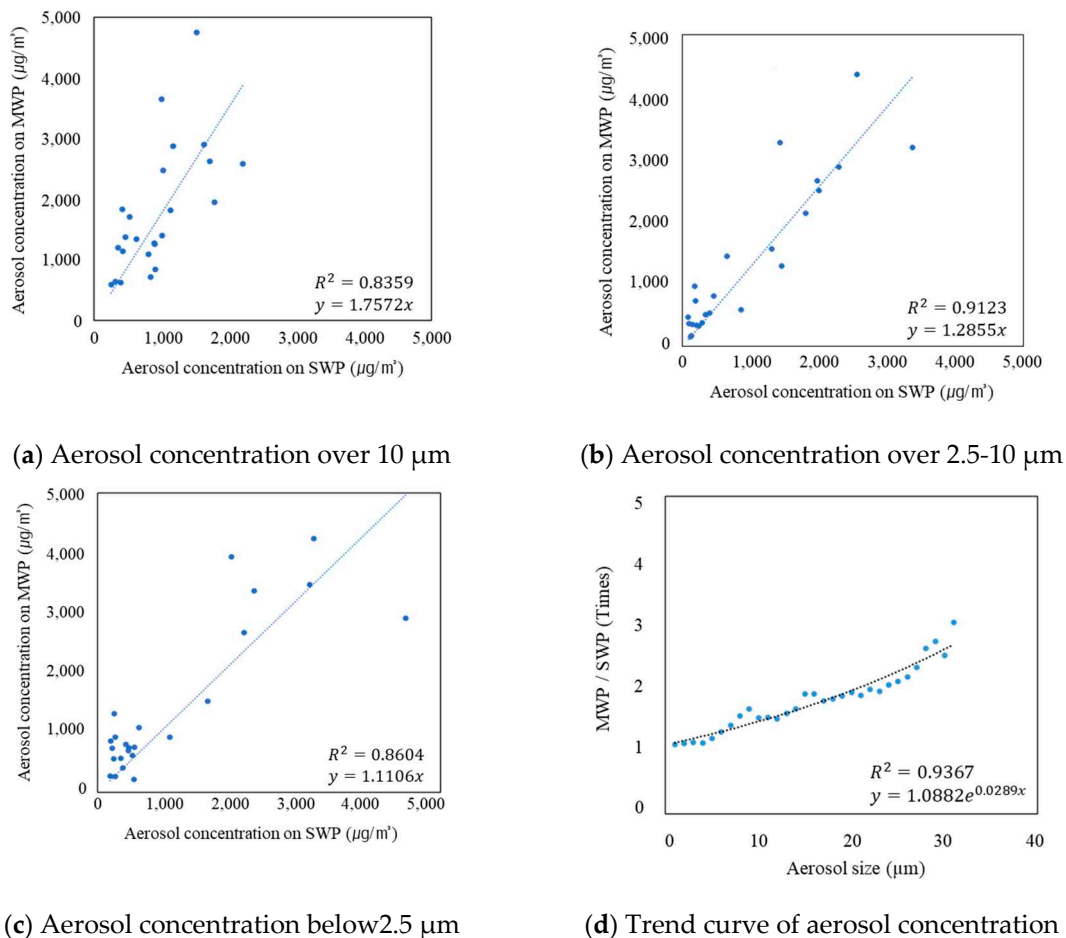 5,000
4,000
3,000
2,000
1,000
0
Aerosol concentration on MWP (µg/m³)
R² = 0.8359
y = 1.7572x
0 1,000 2,000 3,000 4,000 5,000
Aerosol concentration on SWP (µg/m³)
(a) Aerosol concentration over 10 µm
5,000
4,000
3,000
2,000
1,000
0
Aerosol concentration on MWP (µg/m³)
R² = 0.9123
y = 1.2855x
0 1,000 2,000 3,000 4,000 5,000
Aerosol concentration on SWP (µg/m³)
(b) Aerosol concentration over 2.5-10 µm
5,000
4,000
3,000
2,000
1,000
0
Aerosol concentration on MWP (µg/m³)
R² = 0.8604
y = 1.1106x
0 1,000 2,000 3,000 4,000 5,000
Aerosol concentration on SWP (µg/m³)
(c) Aerosol concentration below2.5 µm
5
4
3
2
1
0
MWP / SWP (Times)
R² = 0.9367
y = 1.0882e^0.0289x
0 10 20 30 40
Aerosol size (µm)
(d) Trend curve of aerosol concentration